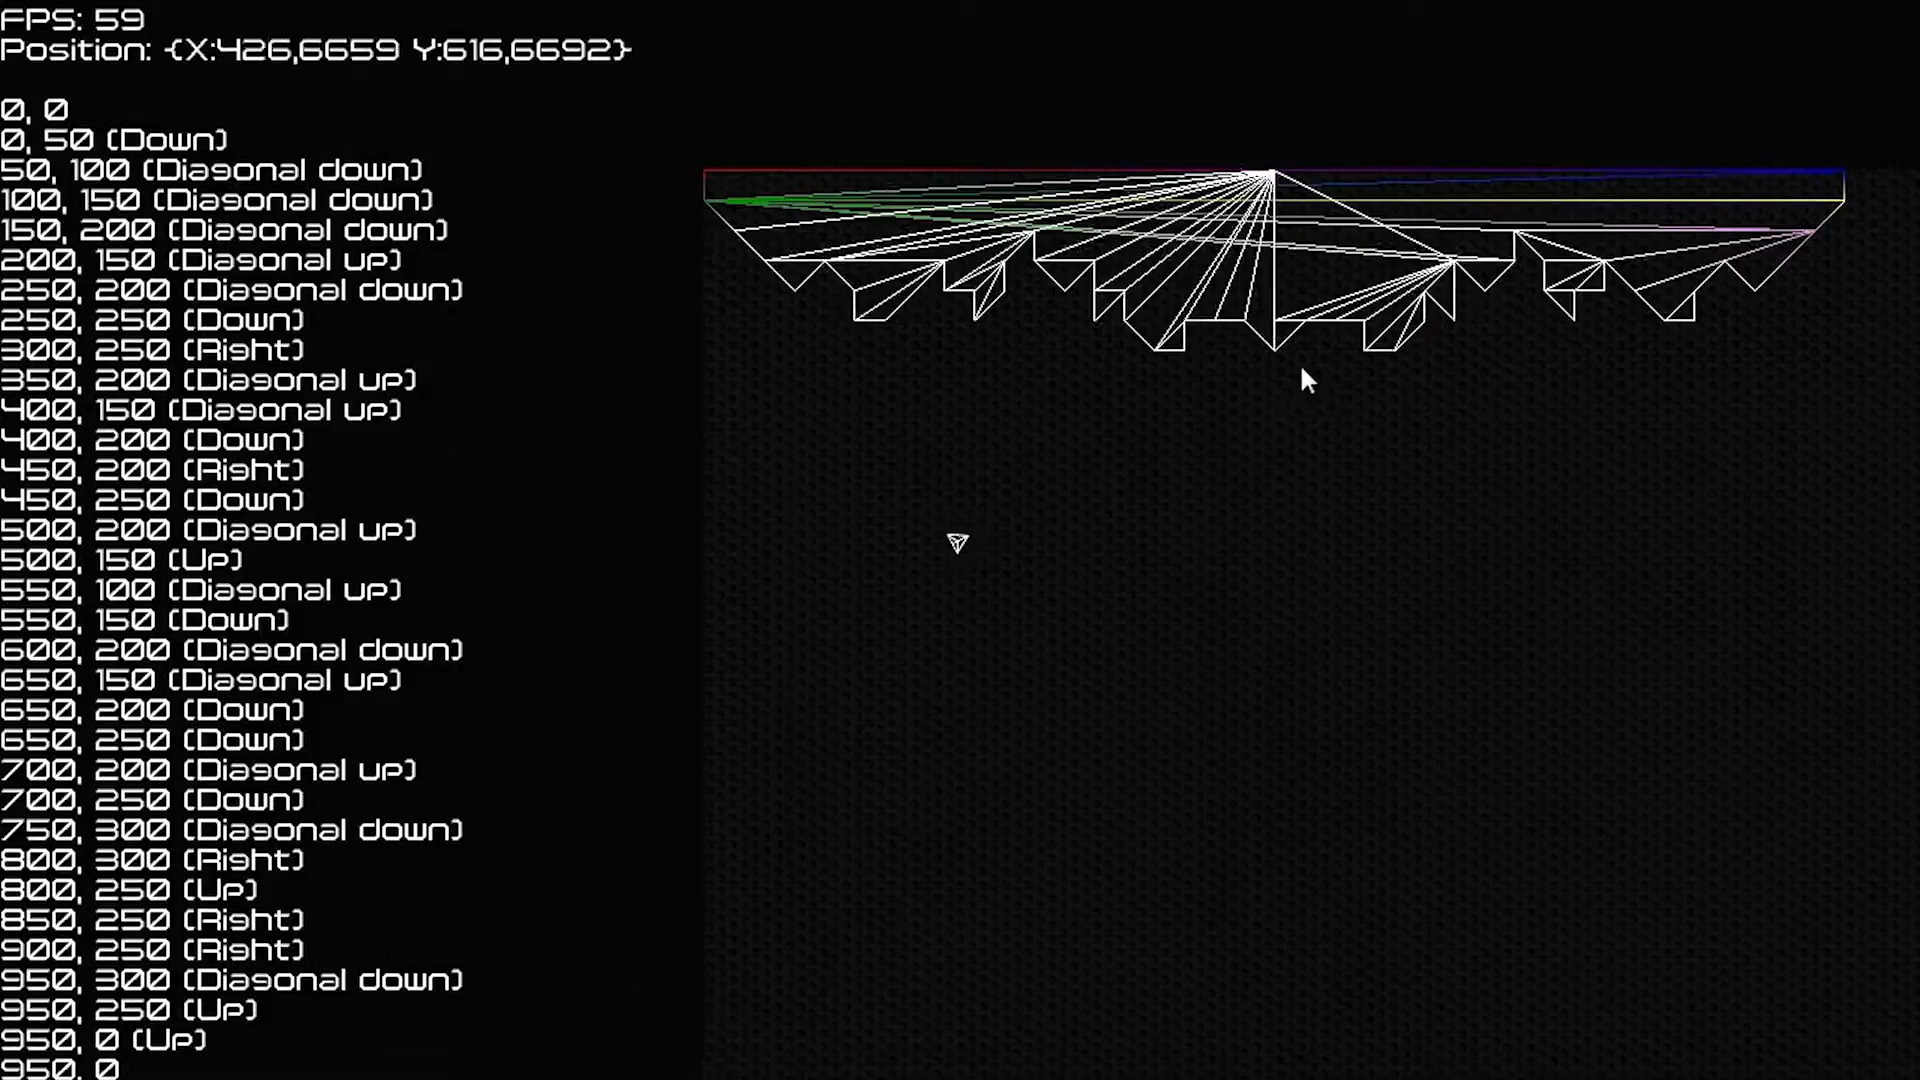 FPS: 59
Position: {X:426,6659 Y:616,6692}
0, 0
0, 50 (Down)
50, 100 (Diagonal down)
100, 150 (Diagonal down)
150, 200 (Diagonal down)
200, 150 (Diagonal up)
250, 200 (Diagonal down)
250, 250 (Down)
300, 250 (Right)
350, 200 (Diagonal up)
400, 150 (Diagonal up)
400, 200 (Down)
450, 200 (Right)
450, 250 (Down)
500, 200 (Diagonal up)
500, 150 (Up)
550, 100 (Diagonal up)
550, 150 (Down)
600, 200 (Diagonal down)
650, 150 (Diagonal up)
650, 200 (Down)
650, 250 (Down)
700, 200 (Diagonal up)
700, 250 (Down)
750, 300 (Diagonal down)
800, 300 (Right)
800, 250 (Up)
850, 250 (Right)
900, 250 (Right)
950, 300 (Diagonal down)
950, 250 (Up)
950, 0 (Up)
950, 0